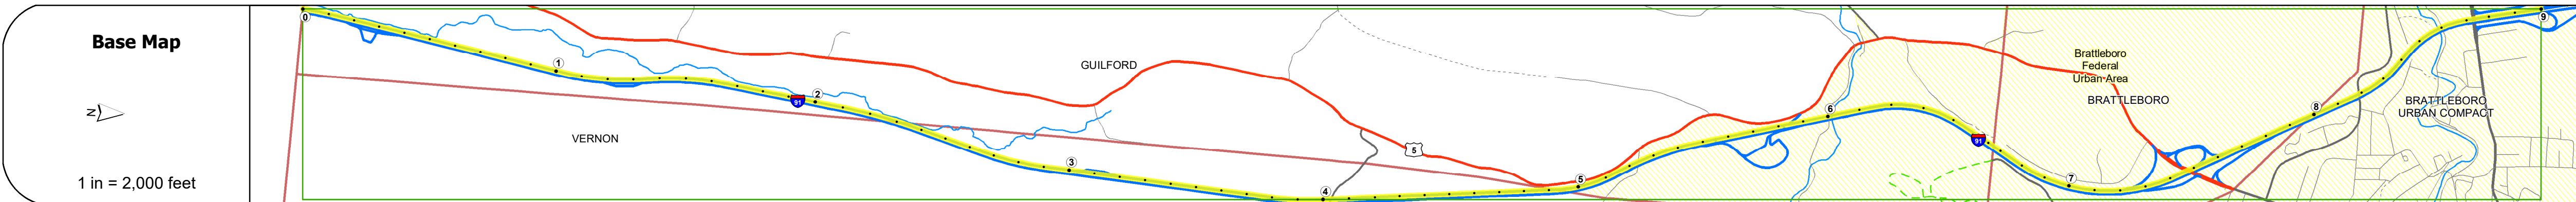 Base Map
N
1 in = 2,000 feet
0
1
91
2
VERNON
3
GUILFORD
4
5
5
6
91
7
Brattleboro
Federal
Urban Area
BRATTLEBORO
8
BRATTLEBORO
URBAN COMPACT
9